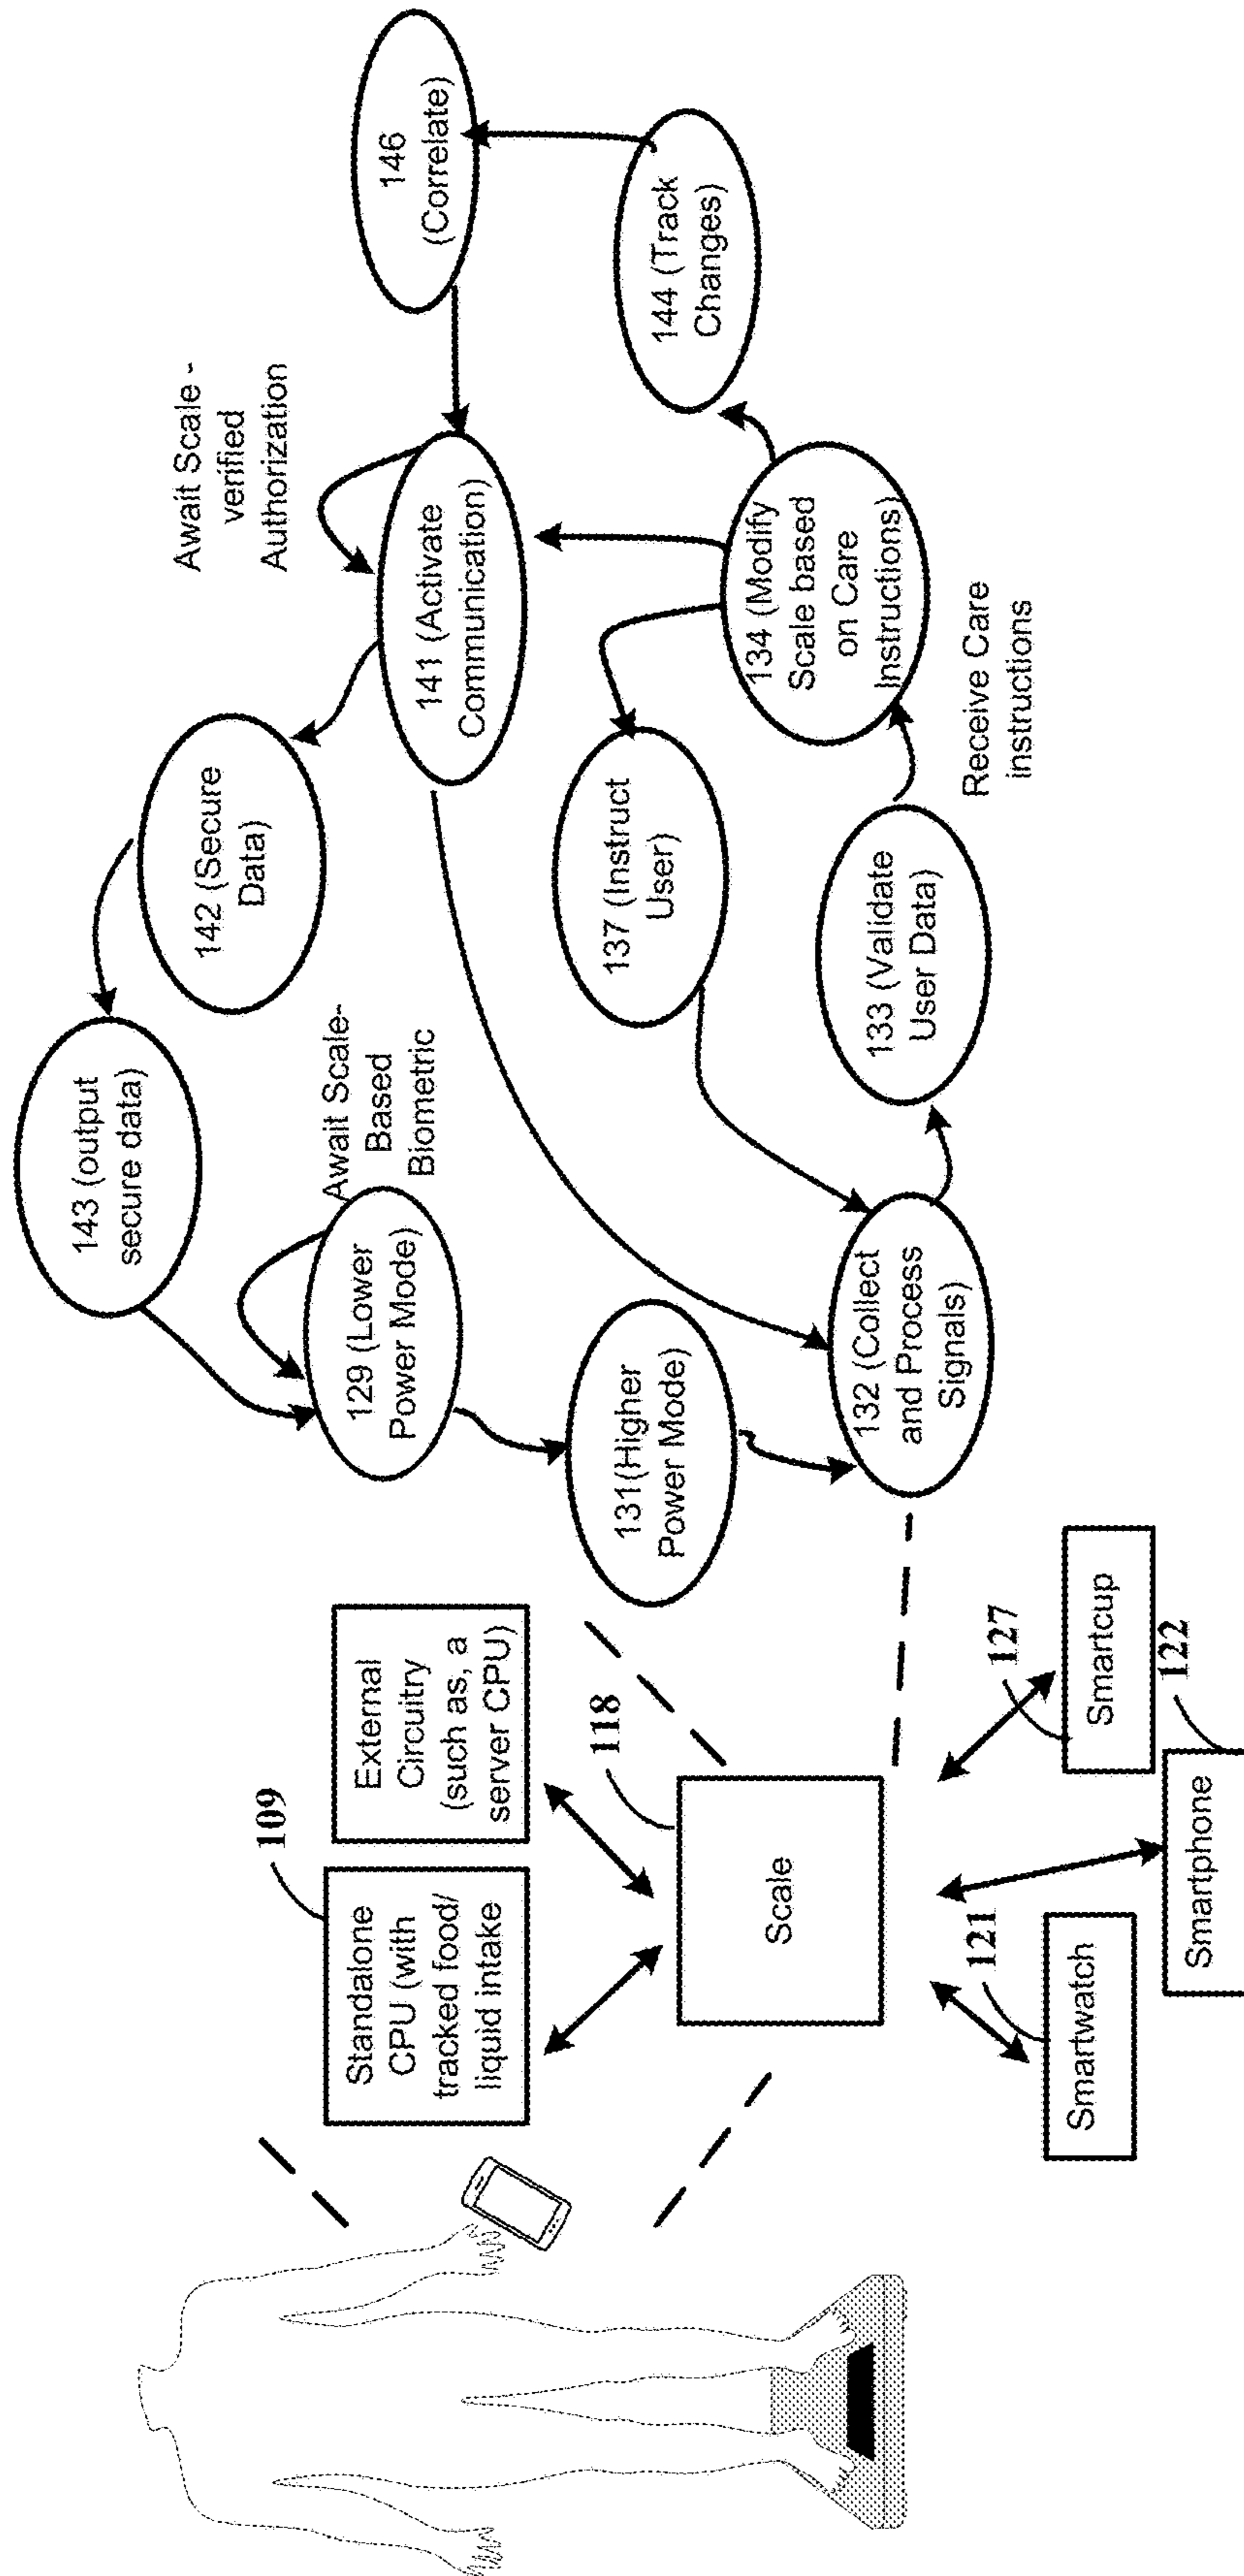 109
Standalone
CPU (with
tracked food/
liquid intake
External
Circuitry
(such as, a
server CPU)
118
Scale
121
Smartwatch
Smartphone
122
127
Smartcup
143 (output
secure data)
142 (Secure
Data)
Await Scale -
verified
Authorization
Await Scale-
Based
Biometric
129 (Lower
Power Mode)
141 (Activate
Communication)
146
(Correlate)
131(Higher
Power Mode)
137 (Instruct
User)
134 (Modify
Scale based
on Care
Instructions)
144 (Track
Changes)
132 (Collect
and Process
Signals)
133 (Validate
User Data)
Receive Care
instructions